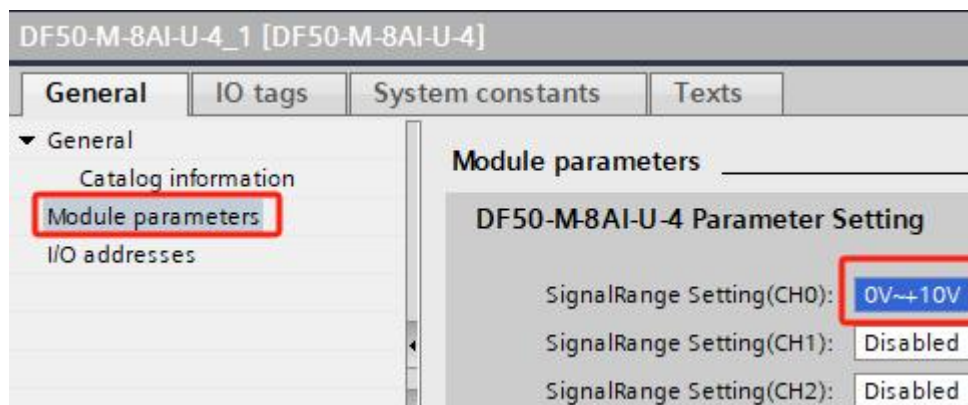 DF50-M-8AI-U-4_1 [DF50-M-8AI-U-4]
General IO tags System constants Texts
General
Catalog information
Module parameters
I/O addresses
Module parameters
DF50-M-8AI-U-4 Parameter Setting
SignalRange Setting(CH0): 0V~+10V
SignalRange Setting(CH1): Disabled
SignalRange Setting(CH2): Disabled